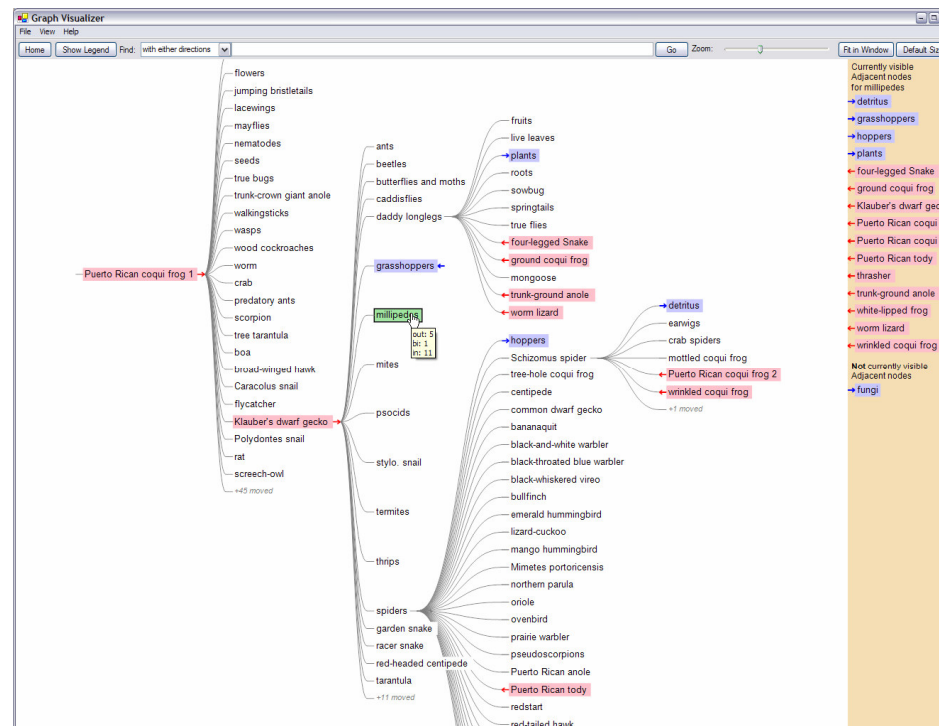 Graph Visualizer
File View Help
Home Show Legend Find: with either directions Go Zoom: Fit in Window Default Siz
flowers
jumping bristletails
lacewings
mayflies
nematodes
seeds
true bugs
trunk-crown giant anole
walkingsticks
wasps
wood cockroaches
worm
Puerto Rican coqui frog 1
crab
predatory ants
scorpion
tree tarantula
boa
broad-winged hawk
Caracolus snail
flycatcher
Klauber's dwarf gecko
Polydontes snail
rat
screech-owl
+45 moved
ants
beetles
butterflies and moths
caddisflies
daddy longlegs
grasshoppers
millipedes
out: 5
bi: 1
in: 11
mites
psocids
stylo. snail
termites
thrips
spiders
garden snake
racer snake
red-headed centipede
tarantula
+11 moved
fruits
live leaves
plants
roots
sowbug
springtails
true flies
four-legged Snake
ground coqui frog
mongoose
trunk-ground anole
worm lizard
hoppers
Schizomus spider
tree-hole coqui frog
centipede
common dwarf gecko
bananaquit
black-and-white warbler
black-throated blue warbler
black-whiskered vireo
bullfinch
emerald hummingbird
lizard-cuckoo
mango hummingbird
Mimetes portoricensis
northern parula
oriole
ovenbird
prairie warbler
pseudoscorpions
Puerto Rican anole
Puerto Rican tody
redstart
red-tailed hawk
detritus
earwigs
crab spiders
mottled coqui frog
Puerto Rican coqui frog 2
wrinkled coqui frog
+1 moved
Currently visible
Adjacent nodes
for millipedes
detritus
grasshoppers
hoppers
plants
four-legged Snake
ground coqui frog
Klauber's dwarf gec
Puerto Rican coqui
Puerto Rican coqui
Puerto Rican tody
thrasher
trunk-ground anole
white-lipped frog
worm lizard
wrinkled coqui frog
Not currently visible
Adjacent nodes
fungi